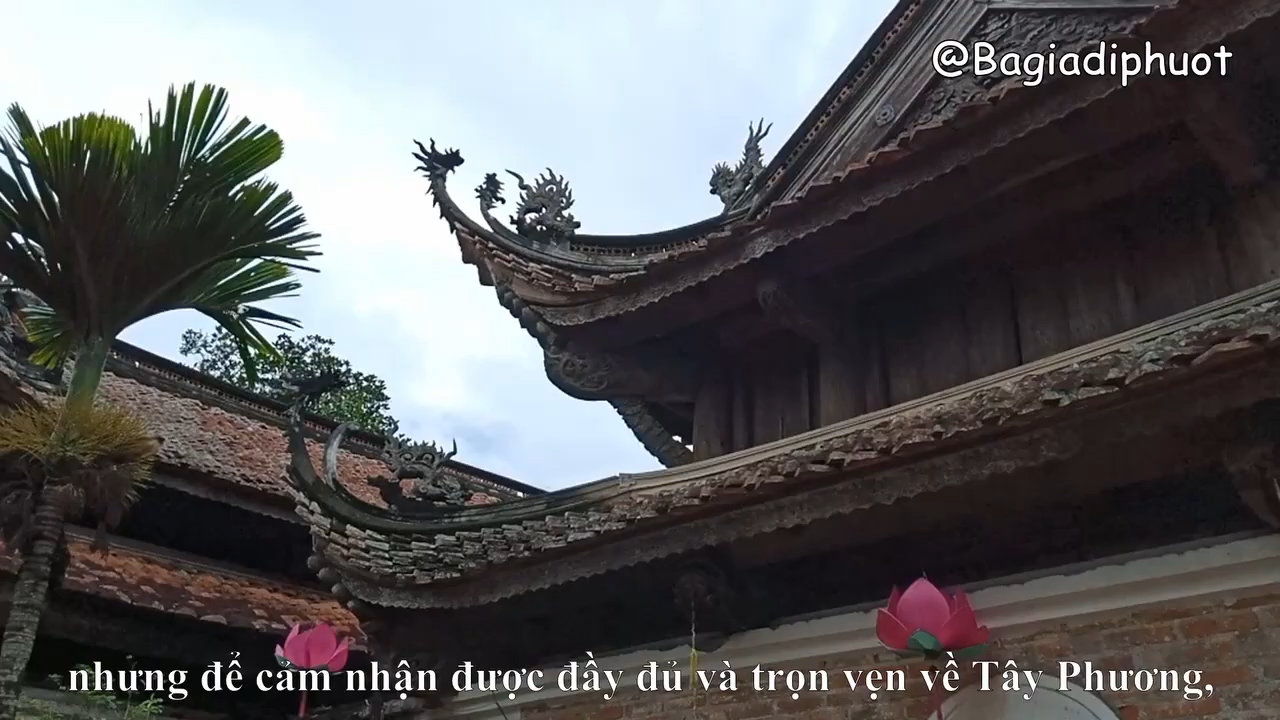 @Bagiadiphuot
nhưng để cảm nhận được đầy đủ và trọn vẹn về Tây Phương,